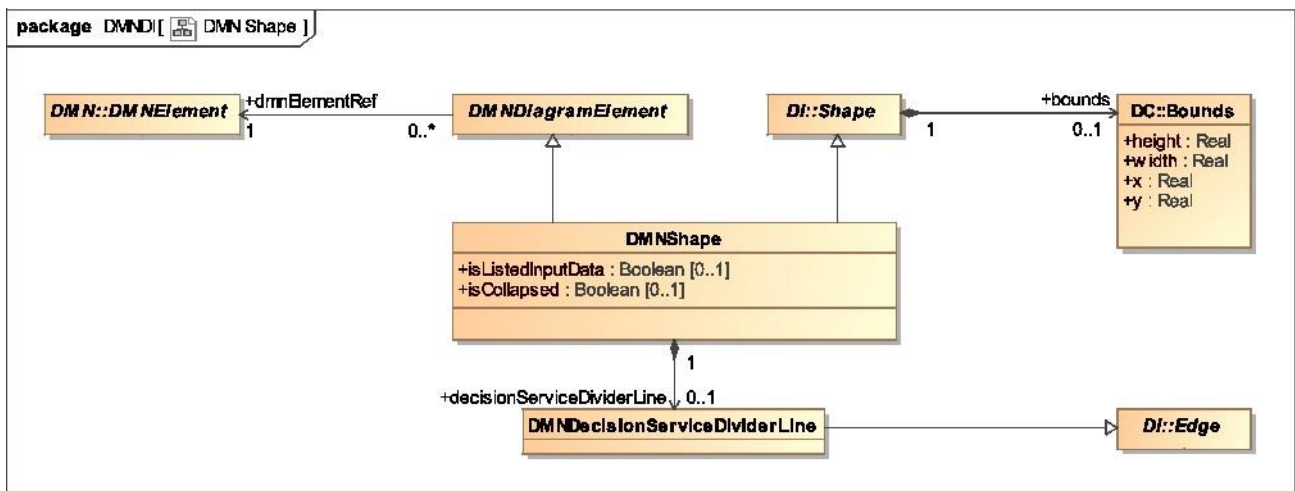 package DMNDI[ DMN Shape ]
DMN::DMNElement
+dmnElementRef
1
0..*
DMNDiagramElement
DI::Shape
1
+bounds
0..1
DC::Bounds
+height : Real
+width : Real
+x : Real
+y : Real
DMNShape
+isListedInputData : Boolean [0..1]
+isCollapsed : Boolean [0..1]
1
+decisionServiceDividerLine
0..1
DMNDecisionServiceDividerLine
DI::Edge